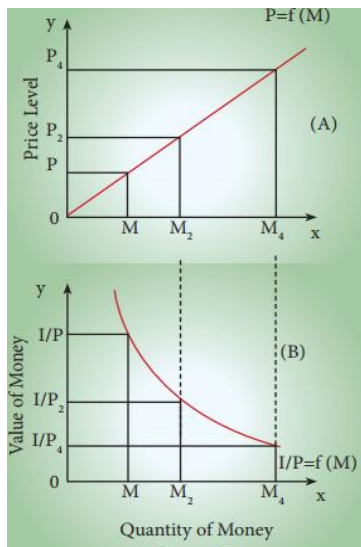 y
P=f (M)
P₄
Price Level
(A)
P₂
P
0
M
M₂
M₄
x
y
Value of Money
I/P
(B)
I/P₂
I/P₄
I/P=f (M)
0
M
M₂
M₄
x
Quantity of Money